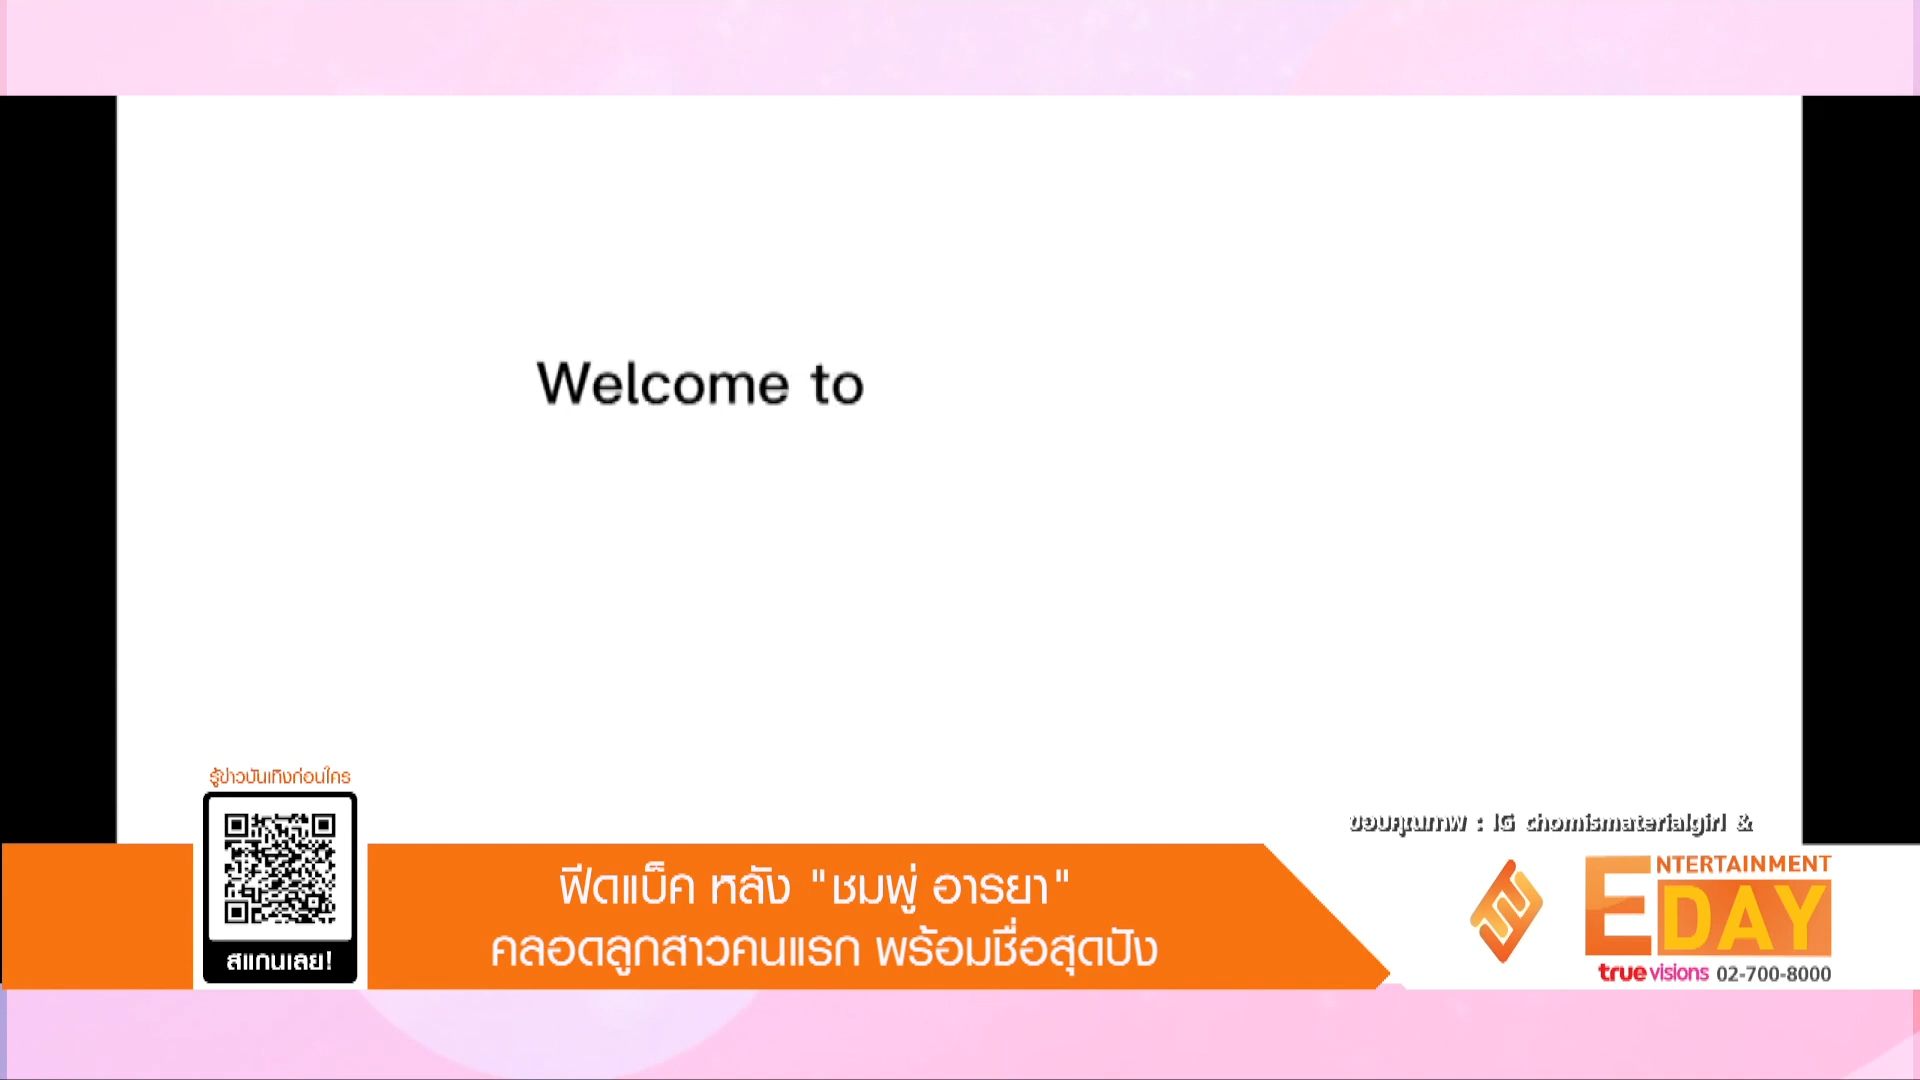 Welcome to
รู้ข่าวบันเทิงก่อนใคร
สแกนเลย!
ขอบคุณภาพ : IG chomismaterialgirl &
ฟีดแบ็ค หลัง "ชมพู่ อารยา"
คลอดลูกสาวคนแรก พร้อมชื่อสุดปัง
ENTERTAINMENT
DAY
truevisions 02-700-8000